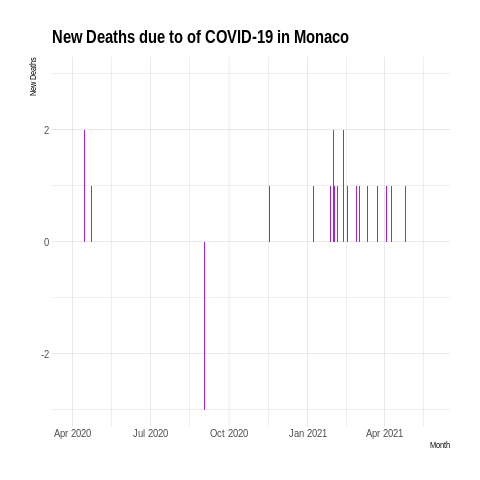 New Deaths due to of COVID-19 in Monaco
New Deaths
2
0
-2
Apr 2020 Jul 2020 Oct 2020 Jan 2021 Apr 2021
Month